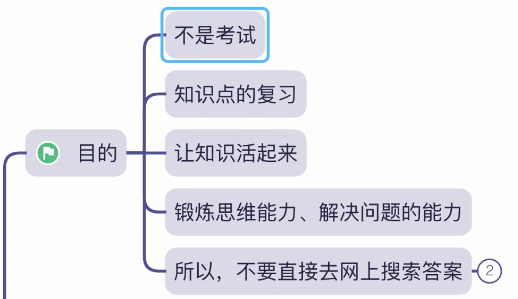 不是考试
知识点的复习
目的
让知识活起来
锻炼思维能力、解决问题的能力
所以，不要直接去网上搜索答案
2